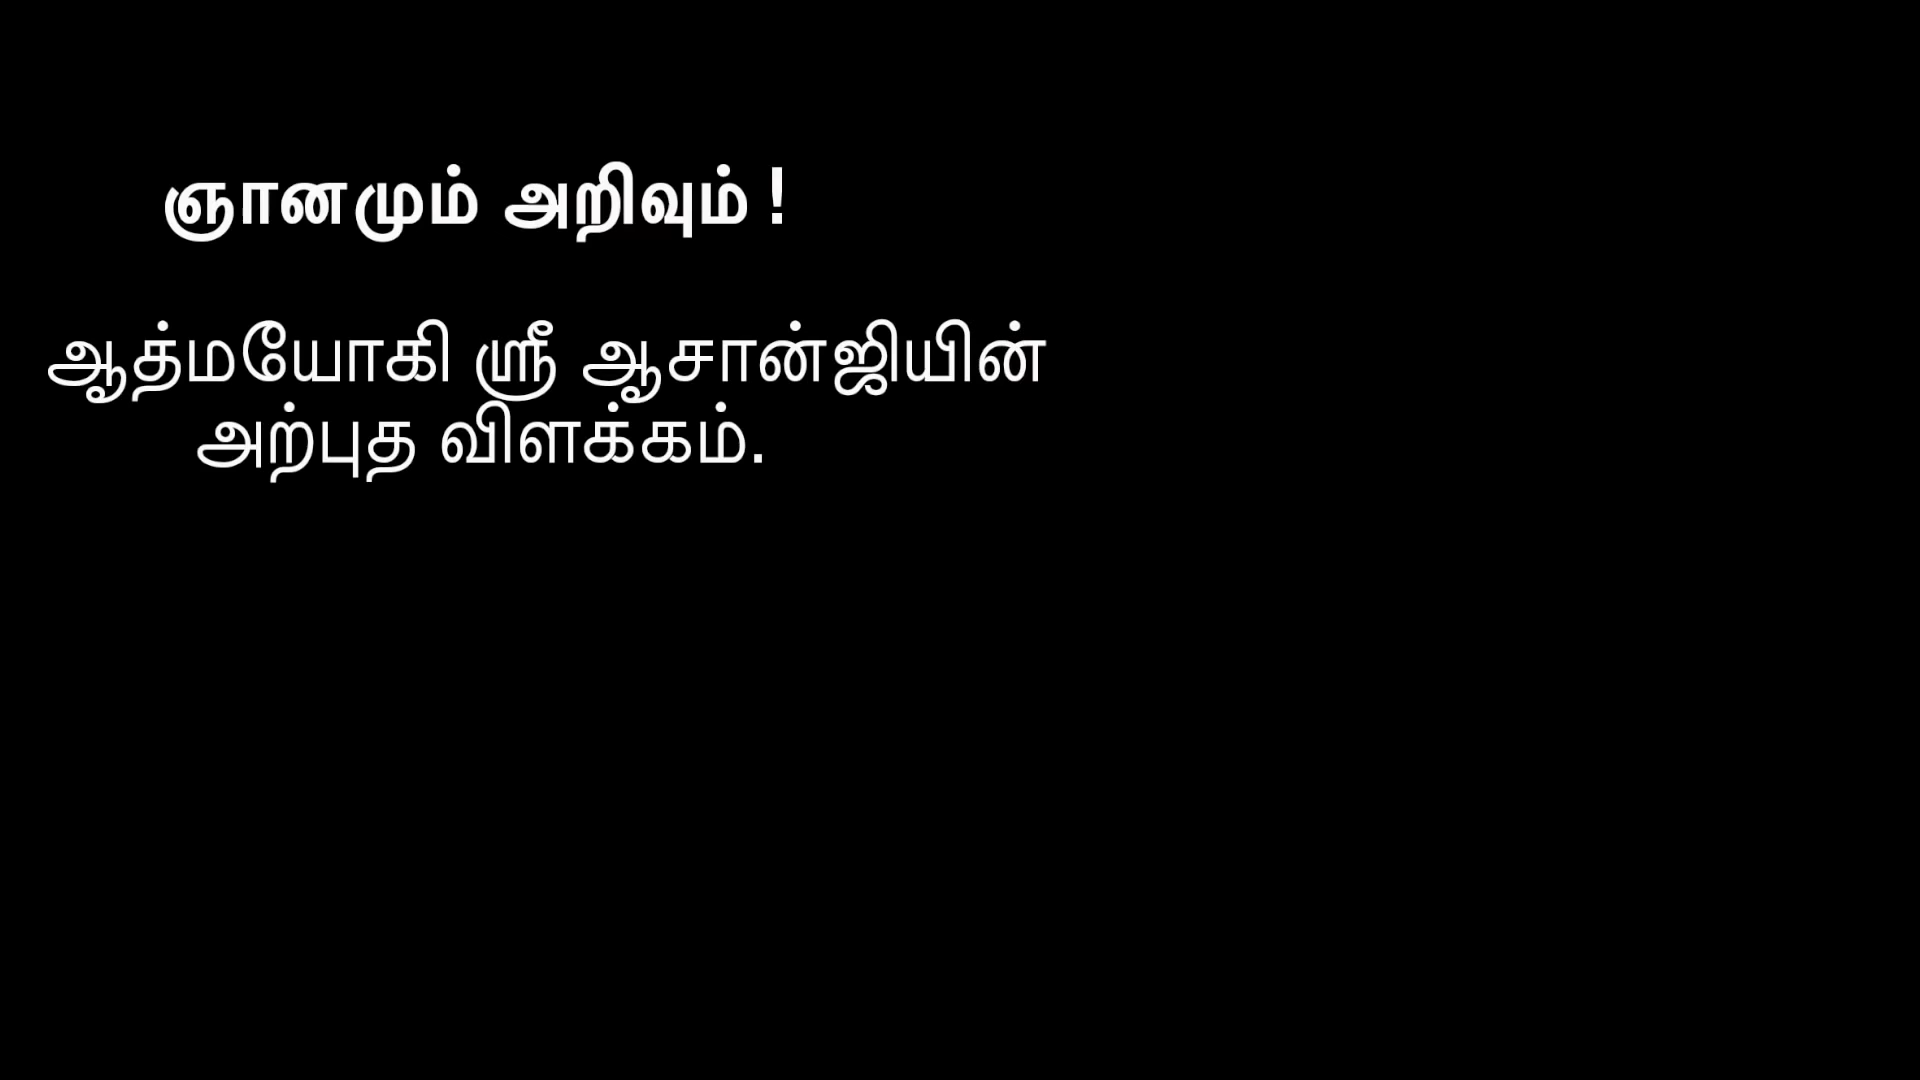 ஞானமும் அறிவும் !
ஆத்மயோகி ஸ்ரீ ஆசான்ஜியின்
அற்புத விளக்கம்.